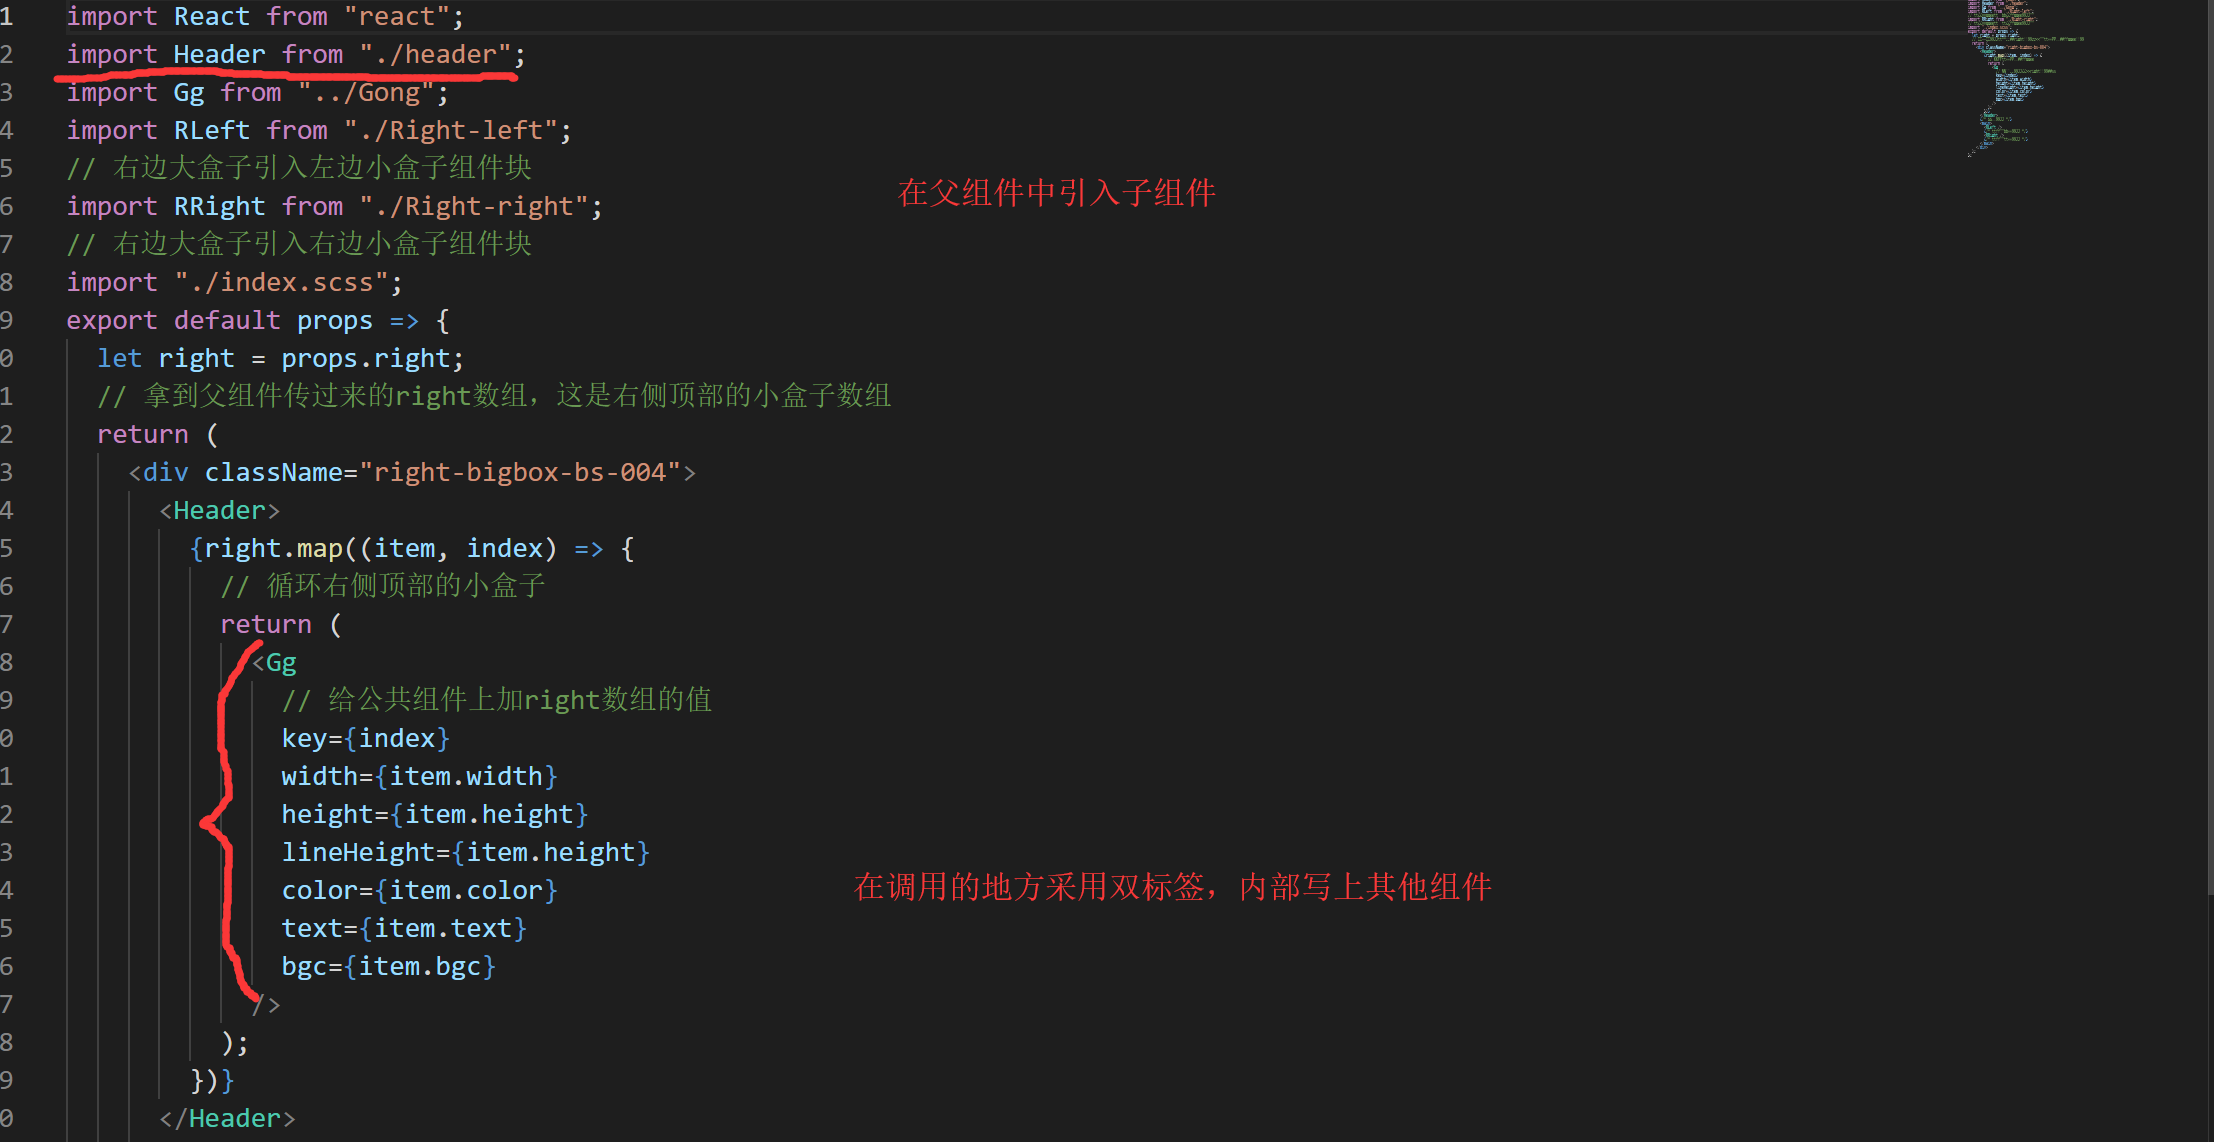 1 import React from "react";
2 import Header from "./header";
3 import Gg from "../Gong";
4 import RLeft from "./Right-left";
5 // 右边大盒子引入左边小盒子组件块
在父组件中引入子组件
6 import RRight from "./Right-right";
7 // 右边大盒子引入右边小盒子组件块
8 import "./index.scss";
9 export default props => {
0 let right = props.right;
1 // 拿到父组件传过来的right数组，这是右侧顶部的小盒子数组
2 return (
3 <div className="right-bigbox-bs-004">
4 <Header>
5 {right.map((item, index) => {
6 // 循环右侧顶部的小盒子
7 return (
8 <Gg
9 // 给公共组件上加right数组的值
0 key={index}
1 width={item.width}
2 height={item.height}
3 lineHeight={item.height}
4 color={item.color}
在调用的地方采用双标签，内部写上其他组件
5 text={item.text}
6 bgc={item.bgc}
7 />
8 );
9 })}
0 </Header>